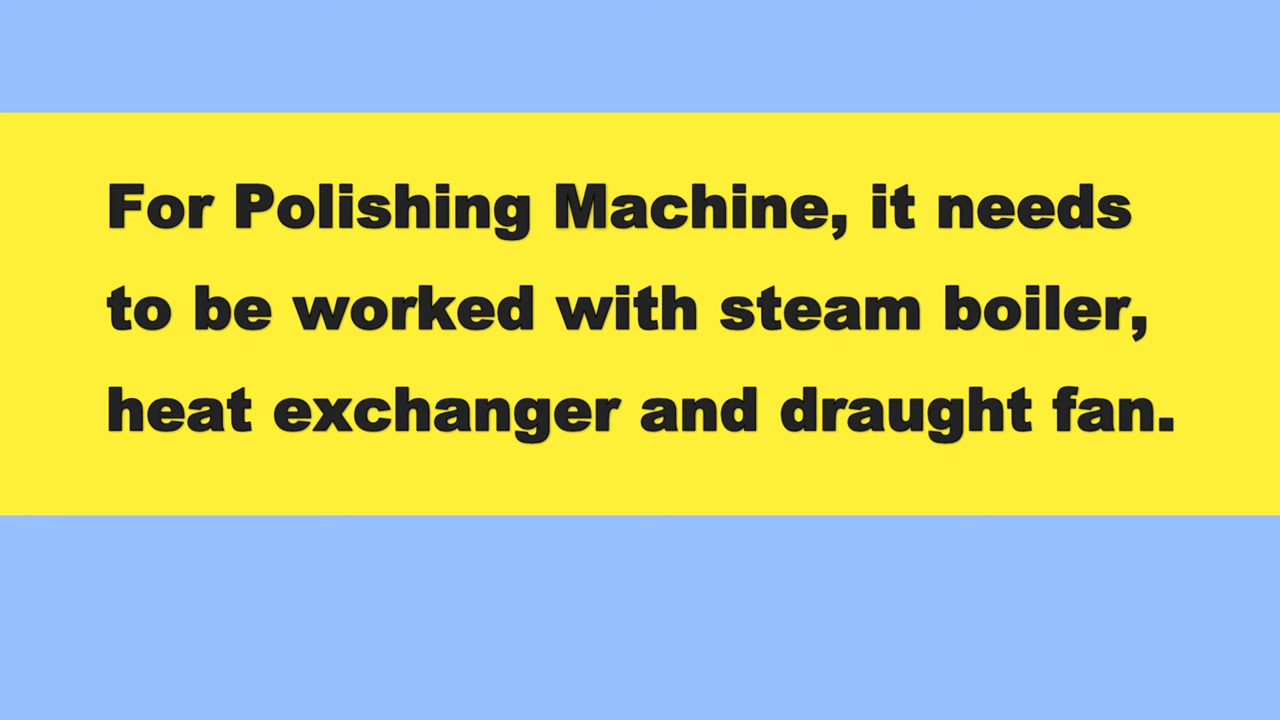 For Polishing Machine, it needs
to be worked with steam boiler,
heat exchanger and draught fan.